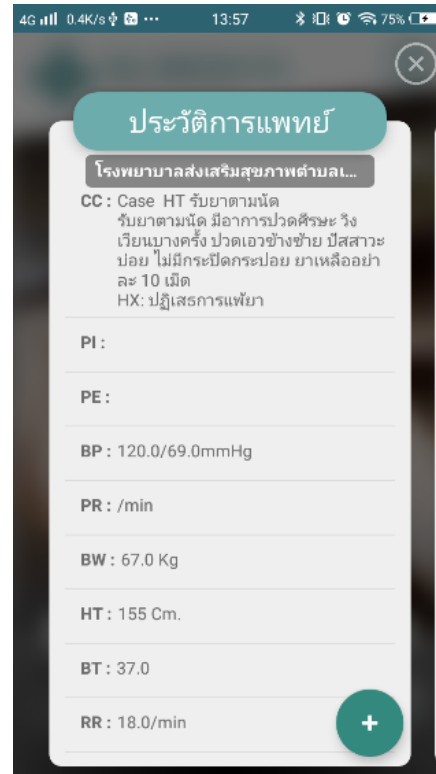 4G 0.4K/s ... 13:57 75%
ประวัติการแพทย์
โรงพยาบาลส่งเสริมสุขภาพตำบลเ...
CC : Case HT รับยาตามนัด
รับยาตามนัด มีอาการปวดศีรษะ วิง
เวียนบางครั้ง ปวดเอวข้างซ้าย ปัสสาวะ
บ่อย ไม่มีกระปิดกระปอย ยาเหลืออย่า
ละ 10 เม็ด
HX: ปฏิเสธการแพ้ยา
PI :
PE :
BP : 120.0/69.0mmHg
PR : /min
BW : 67.0 Kg
HT : 155 Cm.
BT : 37.0
RR : 18.0/min
+